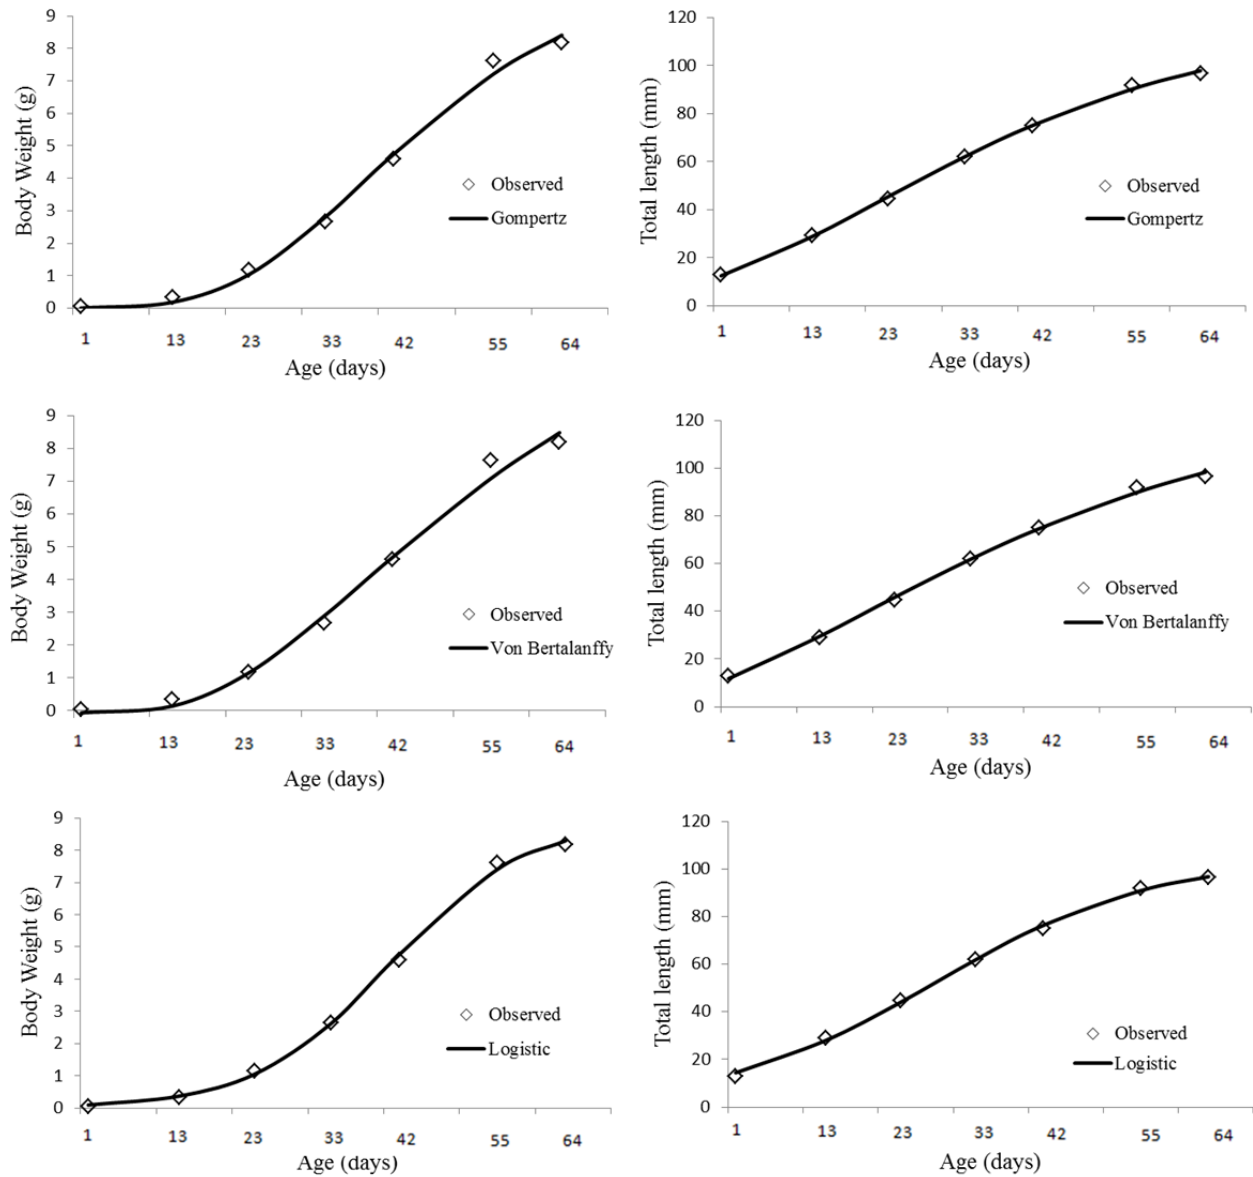 9
8
7
6
5
4
3
2
1
0
Body Weight (g)
Observed
Gompertz
1 13 23 33 42 55 64
Age (days)
120
100
80
60
40
20
0
Total length (mm)
Observed
Gompertz
1 13 23 33 42 55 64
Age (days)
9
8
7
6
5
4
3
2
1
0
Body Weight (g)
Observed
Von Bertalanffy
1 13 23 33 42 55 64
Age (days)
120
100
80
60
40
20
0
Total length (mm)
Observed
Von Bertalanffy
1 13 23 33 42 55 64
Age (days)
9
8
7
6
5
4
3
2
1
0
Body Weight (g)
Observed
Logistic
1 13 23 33 42 55 64
Age (days)
120
100
80
60
40
20
0
Total length (mm)
Observed
Logistic
1 13 23 33 42 55 64
Age (days)